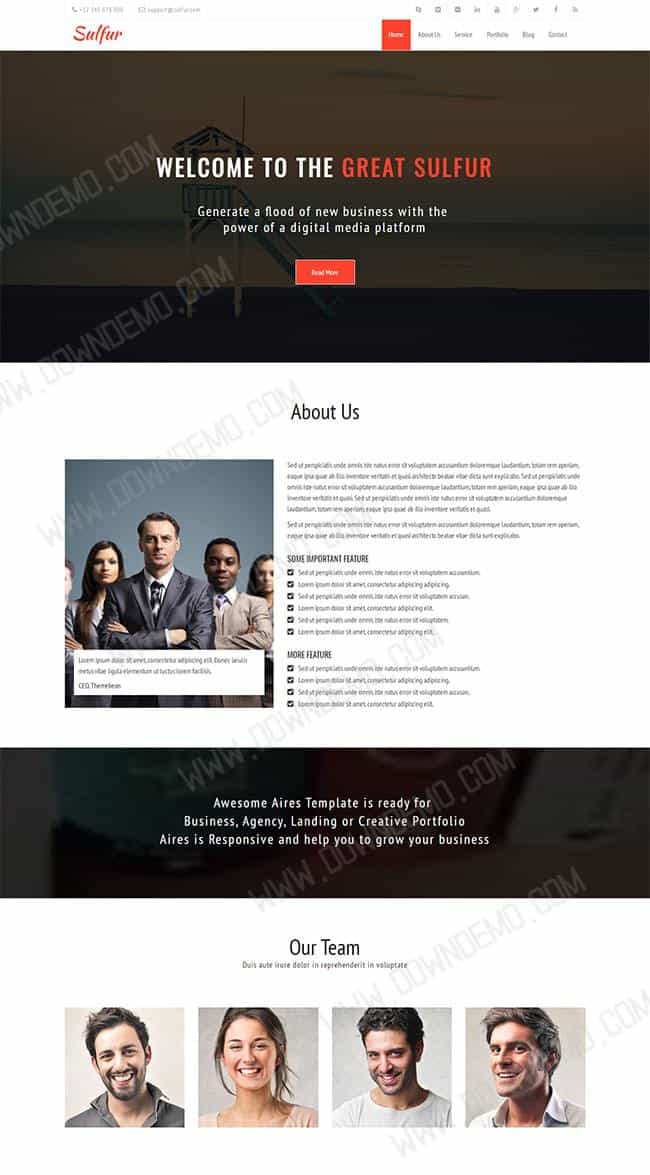 +12 345 678 000 support@sulfur.com
Sulfur
Home About Us Service Portfolio Blog Contact
WELCOME TO THE GREAT SULFUR
Generate a flood of new business with the
power of a digital media platform
Read More
About Us
Sed ut perspiciatis unde omnis iste natus error sit voluptatem accusantium doloremque laudantium, totam rem aperiam,
eaque ipsa quae ab illo inventore veritatis et quasi architecto beatae vitae dicta sunt explicabo. Sed ut perspiciatis unde
omnis iste natus error sit voluptatem accusantium doloremque laudantium, totam rem aperiam, eaque ipsa quae ab illo
inventore veritatis et quasi. Sed ut perspiciatis unde omnis iste natus error sit voluptatem accusantium doloremque
laudantium, totam rem aperiam, eaque ipsa quae ab illo inventore veritatis et quasi.
Sed ut perspiciatis unde omnis iste natus error sit voluptatem accusantium doloremque laudantium, totam rem aperiam,
eaque ipsa quae ab illo inventore veritatis et quasi architecto beatae vitae dicta sunt explicabo.
SOME IMPORTANT FEATURE
Sed ut perspiciatis unde omnis iste natus error sit voluptatem accusantium.
Lorem ipsum dolor sit amet, consectetur adipiscing adipiscing.
Sed ut perspiciatis unde omnis iste natus error sit voluptatem accusan.
Lorem ipsum dolor sit amet, consectetur adipiscing elit.
Sed ut perspiciatis unde omnis iste natus error sit voluptatem.
Lorem ipsum dolor sit amet, consectetur adipiscing elit.
MORE FEATURE
Sed ut perspiciatis unde omnis iste natus error sit voluptatem accusantium.
Lorem ipsum dolor sit amet, consectetur adipiscing adipiscing.
Sed ut perspiciatis unde omnis iste natus error sit voluptatem accusan.
Lorem ipsum dolor sit amet, consectetur adipiscing elit.
Lorem ipsum dolor sit amet, consectetur adipiscing elit. Donec iaculis
metus vitae ligula elementum ut luctus lorem facilisis.
CEO, Themebean
Awesome Aires Template is ready for
Business, Agency, Landing or Creative Portfolio
Aires is Responsive and help you to grow your business
Our Team
Duis aute irure dolor in reprehenderit in voluptate
WWW.DOWNDEMO.COM